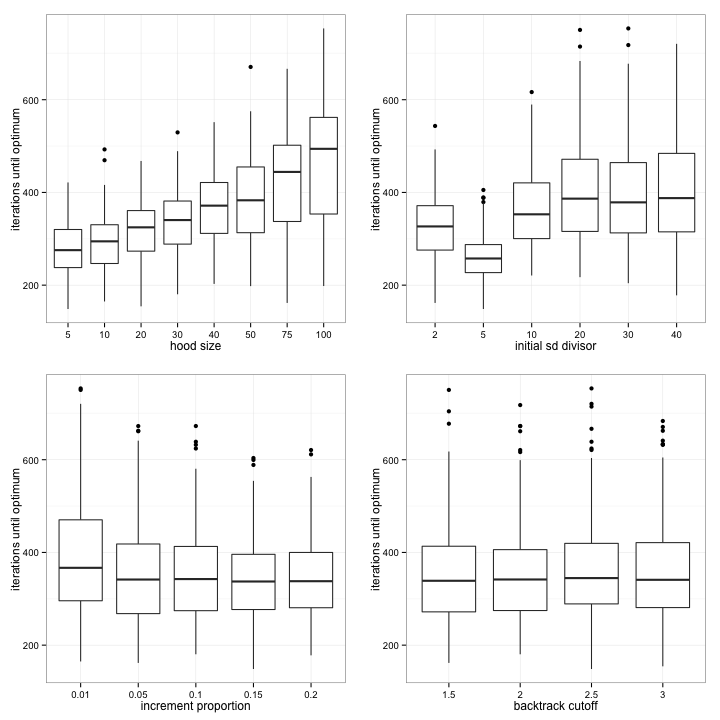 iterations until optimum
600
400
200
5 10 20 30 40 50 75 100
hood size
iterations until optimum
600
400
200
2 5 10 20 30 40
initial sd divisor
iterations until optimum
600
400
200
0.01 0.05 0.1 0.15 0.2
increment proportion
iterations until optimum
600
400
200
1.5 2 2.5 3
backtrack cutoff